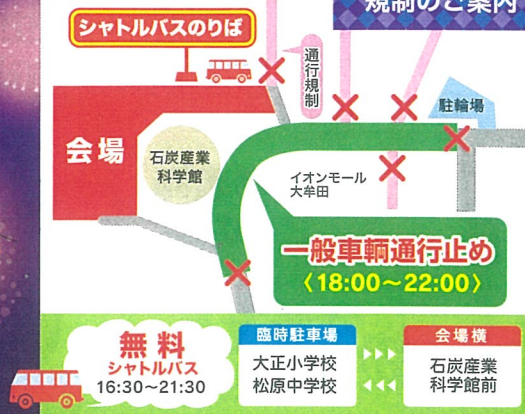 規制のご案内
シャトルバスのりば
通行規制
駐輪場
会場
石炭産業
科学館
イオンモール
大牟田
一般車輌通行止め
〈18:00～22:00〉
無料
シャトルバス
16:30～21:30
臨時駐車場
大正小学校
松原中学校
会場横
石炭産業
科学館前